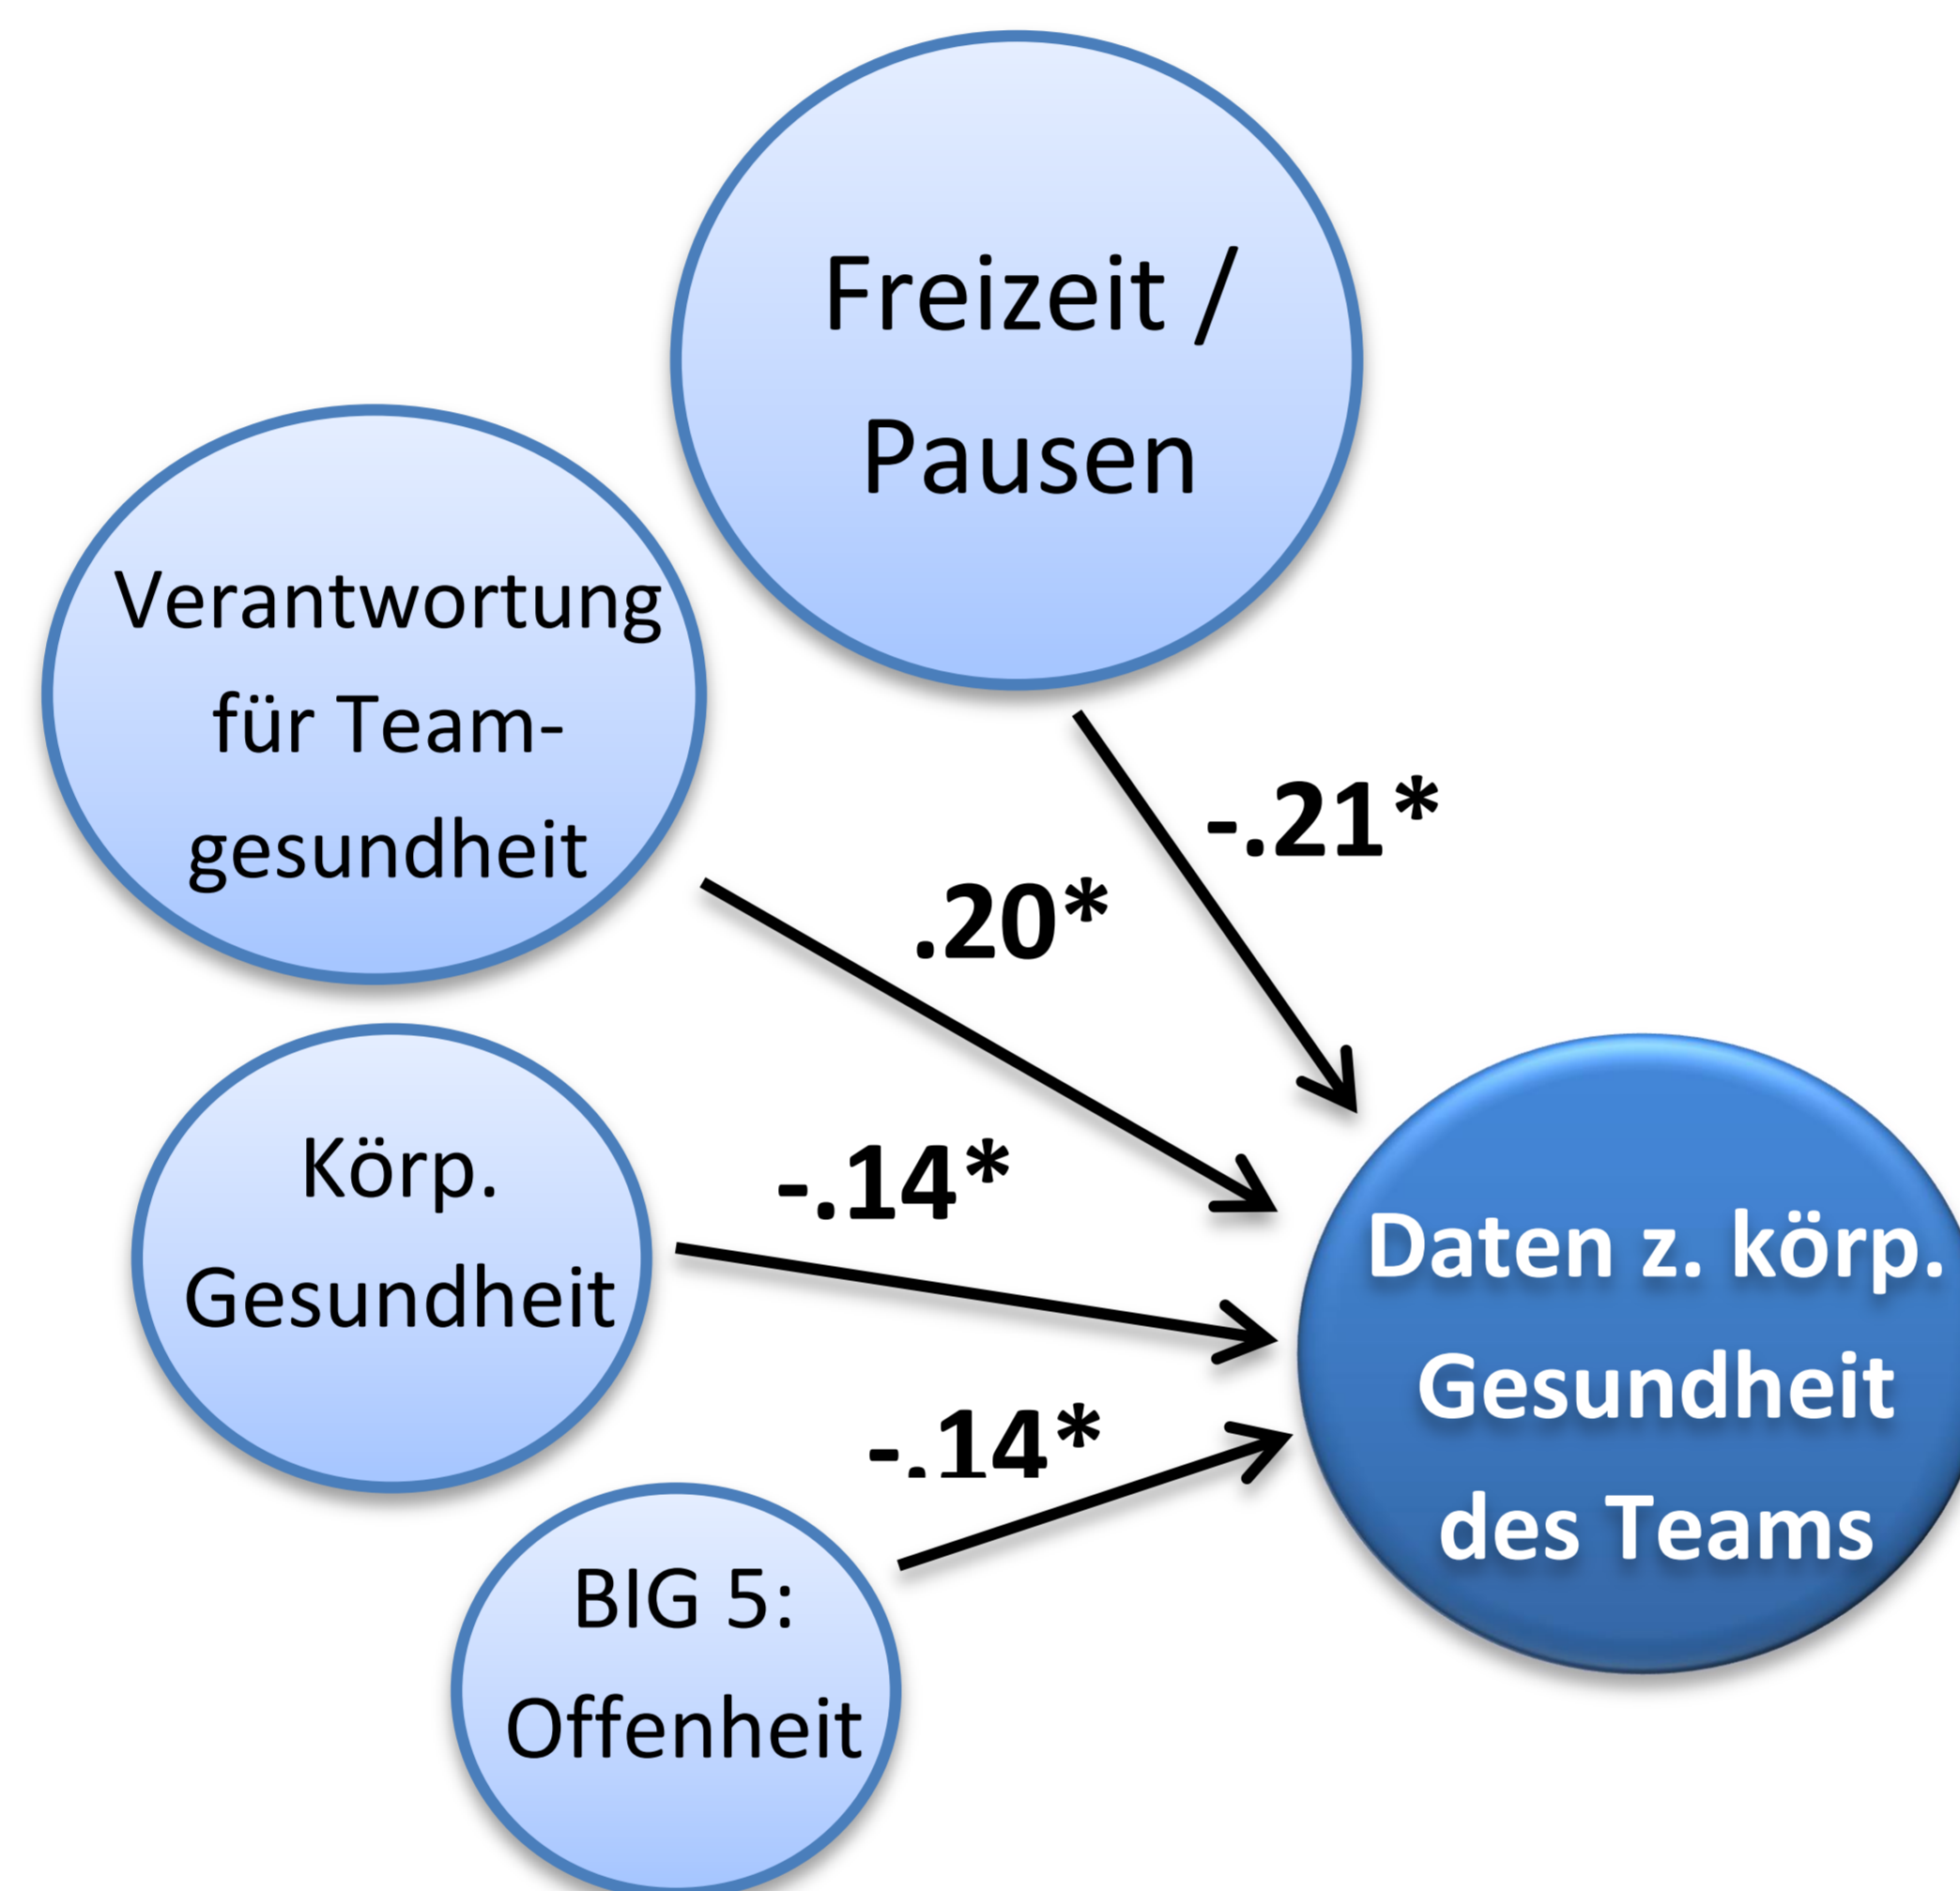 Freizeit /
Pausen
Verantwortung
für Team-
gesundheit
-.21*
.20*
Körp.
Gesundheit
-.14*
Daten z. körp.
Gesundheit
des Teams
-.14*
BIG 5:
Offenheit